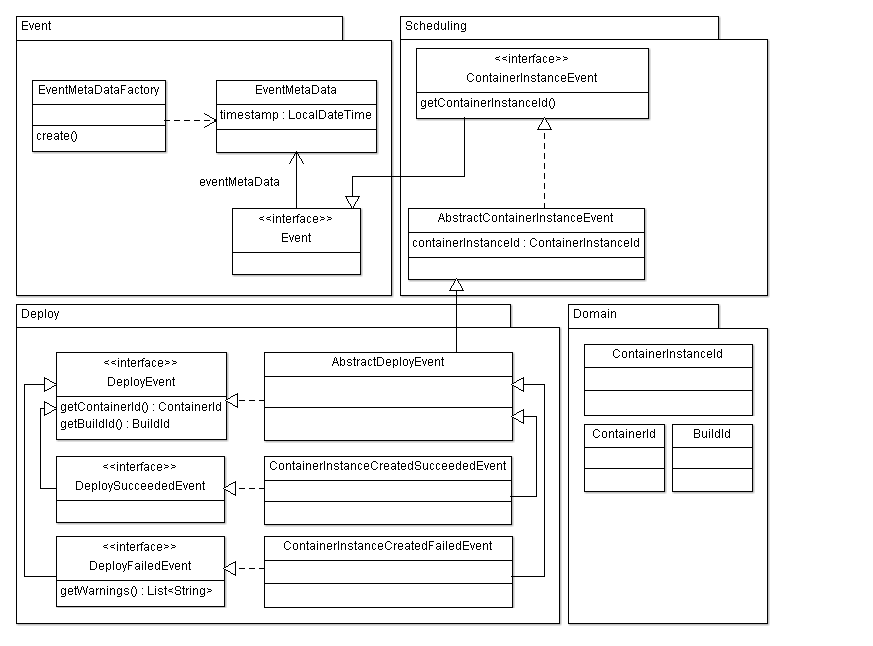 Event
EventMetaDataFactory
create()
EventMetaData
timestamp : LocalDateTime
eventMetaData
<<interface>>
Event
Scheduling
<<interface>>
ContainerInstanceEvent
getContainerInstanceId()
AbstractContainerInstanceEvent
containerInstanceId : ContainerInstanceId
Deploy
<<interface>>
DeployEvent
getContainerId() : ContainerId
getBuildId() : BuildId
AbstractDeployEvent
<<interface>>
DeploySucceededEvent
ContainerInstanceCreatedSucceededEvent
<<interface>>
DeployFailedEvent
getWarnings() : List<String>
ContainerInstanceCreatedFailedEvent
Domain
ContainerInstanceId
ContainerId
BuildId